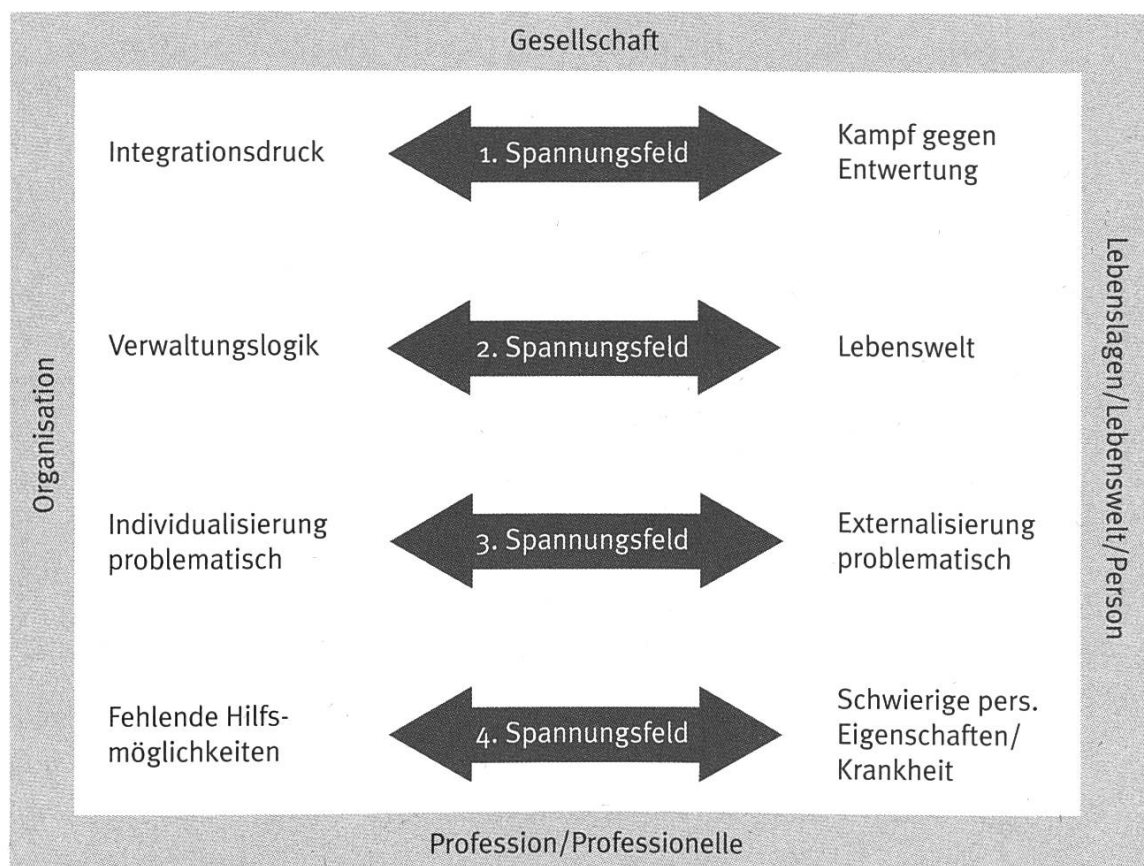 Gesellschaft
Integrationsdruck
1. Spannungsfeld
Kampf gegen
Entwertung
Verwaltungslogik
2. Spannungsfeld
Lebenswelt
Individualisierung
problematisch
3. Spannungsfeld
Externalisierung
problematisch
Fehlende Hilfs-
möglichkeiten
4. Spannungsfeld
Schwierige pers.
Eigenschaften/
Krankheit
Organisation
Lebenslagen/Lebenswelt/Person
Profession/Professionelle